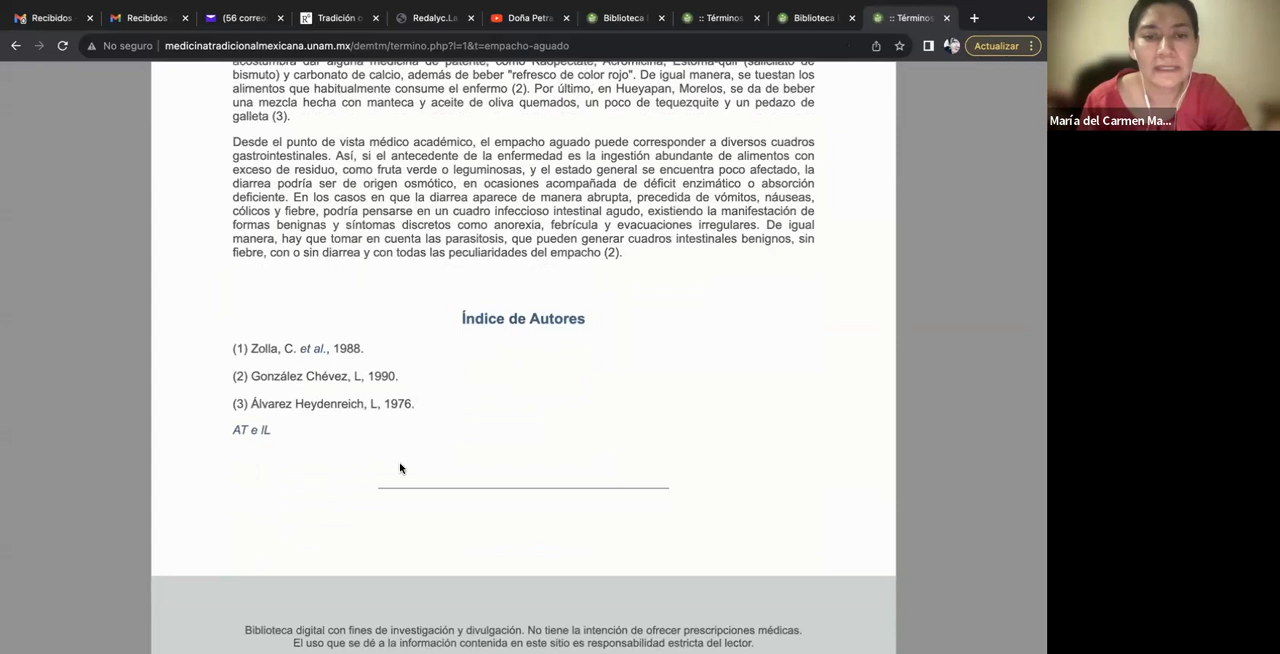 Recibidos
Recibidos
(56 correo
Tradición o
Redalyc.La
Doña Petra
Biblioteca
:: Términos
Biblioteca
:: Términos
No seguro
medicinatradicionalmexicana.unam.mx/demtm/termino.php?l=1&t=empacho-aguado
Actualizar
acostumbra dar alguna medicina de patente, como Kaopectate, Acromicina, Estoma-quil (salicilato de
bismuto) y carbonato de calcio, además de beber "refresco de color rojo". De igual manera, se tuestan los
alimentos que habitualmente consume el enfermo (2). Por último, en Hueyapan, Morelos, se da de beber
una mezcla hecha con manteca y aceite de oliva quemados, un poco de tequezquite y un pedazo de
galleta (3).
Desde el punto de vista médico académico, el empacho aguado puede corresponder a diversos cuadros
gastrointestinales. Así, si el antecedente de la enfermedad es la ingestión abundante de alimentos con
exceso de residuo, como fruta verde o leguminosas, y el estado general se encuentra poco afectado, la
diarrea podría ser de origen osmótico, en ocasiones acompañada de déficit enzimático o absorción
deficiente. En los casos en que la diarrea aparece de manera abrupta, precedida de vómitos, náuseas,
cólicos y fiebre, podría pensarse en un cuadro infeccioso intestinal agudo, existiendo la manifestación de
formas benignas y síntomas discretos como anorexia, febrícula y evacuaciones irregulares. De igual
manera, hay que tomar en cuenta las parasitosis, que pueden generar cuadros intestinales benignos, sin
fiebre, con o sin diarrea y con todas las peculiaridades del empacho (2).
Índice de Autores
(1) Zolla, C. et al., 1988.
(2) González Chévez, L, 1990.
(3) Álvarez Heydenreich, L, 1976.
AT e IL
Biblioteca digital con fines de investigación y divulgación. No tiene la intención de ofrecer prescripciones médicas.
El uso que se dé a la información contenida en este sitio es responsabilidad estricta del lector.
María del Carmen Ma...